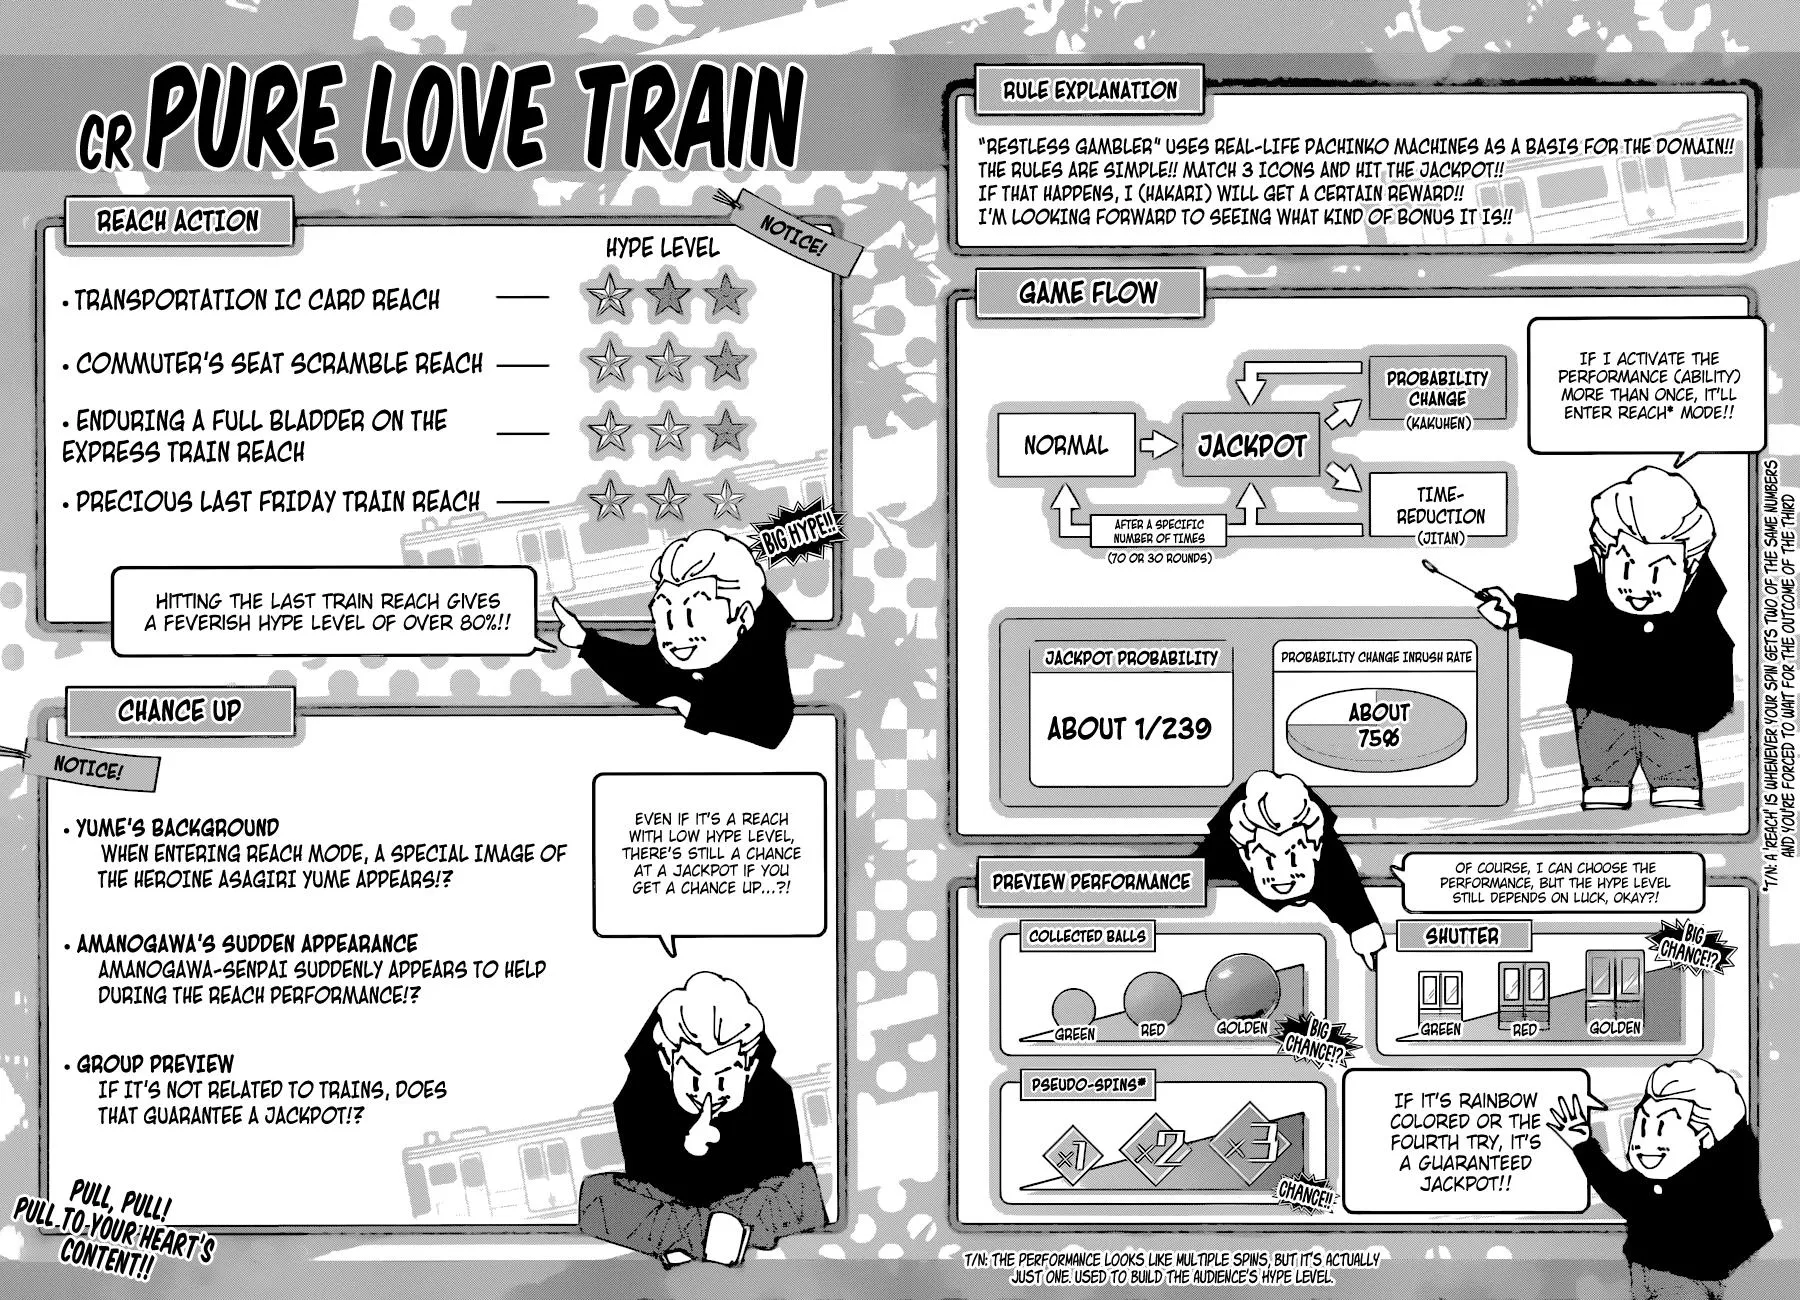 CR PURE LOVE TRAIN
REACH ACTION
NOTICE!
HYPE LEVEL
• TRANSPORTATION IC CARD REACH
• COMMUTER'S SEAT SCRAMBLE REACH
• ENDURING A FULL BLADDER ON THE
EXPRESS TRAIN REACH
• PRECIOUS LAST FRIDAY TRAIN REACH
BIG HYPE!!
HITTING THE LAST TRAIN REACH GIVES
A FEVERISH HYPE LEVEL OF OVER 80%!!
CHANCE UP
NOTICE!
• YUME'S BACKGROUND
WHEN ENTERING REACH MODE, A SPECIAL IMAGE OF
THE HEROINE ASAGIRI YUME APPEARS!?
• AMANOGAWA'S SUDDEN APPEARANCE
AMANOGAWA-SENPAI SUDDENLY APPEARS TO HELP
DURING THE REACH PERFORMANCE!?
• GROUP PREVIEW
IF IT'S NOT RELATED TO TRAINS, DOES
THAT GUARANTEE A JACKPOT!?
EVEN IF IT'S A REACH
WITH LOW HYPE LEVEL,
THERE'S STILL A CHANCE
AT A JACKPOT IF YOU
GET A CHANCE UP...?!
PULL, PULL!
PULL TO YOUR HEART'S
CONTENT!!
RULE EXPLANATION
"RESTLESS GAMBLER" USES REAL-LIFE PACHINKO MACHINES AS A BASIS FOR THE DOMAIN!!
THE RULES ARE SIMPLE!! MATCH 3 ICONS AND HIT THE JACKPOT!!
IF THAT HAPPENS, I (HAKARI) WILL GET A CERTAIN REWARD!!
I'M LOOKING FORWARD TO SEEING WHAT KIND OF BONUS IT IS!!
GAME FLOW
NORMAL
JACKPOT
PROBABILITY
CHANGE
(KAKUHEN)
TIME-
REDUCTION
(JITAN)
AFTER A SPECIFIC
NUMBER OF TIMES
(70 OR 30 ROUNDS)
IF I ACTIVATE THE
PERFORMANCE (ABILITY)
MORE THAN ONCE, IT'LL
ENTER REACH* MODE!!
JACKPOT PROBABILITY
ABOUT 1/239
PROBABILITY CHANGE INRUSH RATE
ABOUT
75%
*T/N: A 'REACH' IS WHENEVER YOUR SPIN GETS TWO OF THE SAME NUMBERS
AND YOU'RE FORCED TO WAIT FOR THE OUTCOME OF THE THIRD
PREVIEW PERFORMANCE
OF COURSE, I CAN CHOOSE THE
PERFORMANCE, BUT THE HYPE LEVEL
STILL DEPENDS ON LUCK, OKAY?!
COLLECTED BALLS
GREEN
RED
GOLDEN
BIG
CHANCE!?
SHUTTER
GREEN
RED
GOLDEN
BIG
CHANCE!?
PSEUDO-SPINS*
×1
×2
×3
CHANCE!!
IF IT'S RAINBOW
COLORED OR THE
FOURTH TRY, IT'S
A GUARANTEED
JACKPOT!!
T/N: THE PERFORMANCE LOOKS LIKE MULTIPLE SPINS, BUT IT'S ACTUALLY
JUST ONE. USED TO BUILD THE AUDIENCE'S HYPE LEVEL.